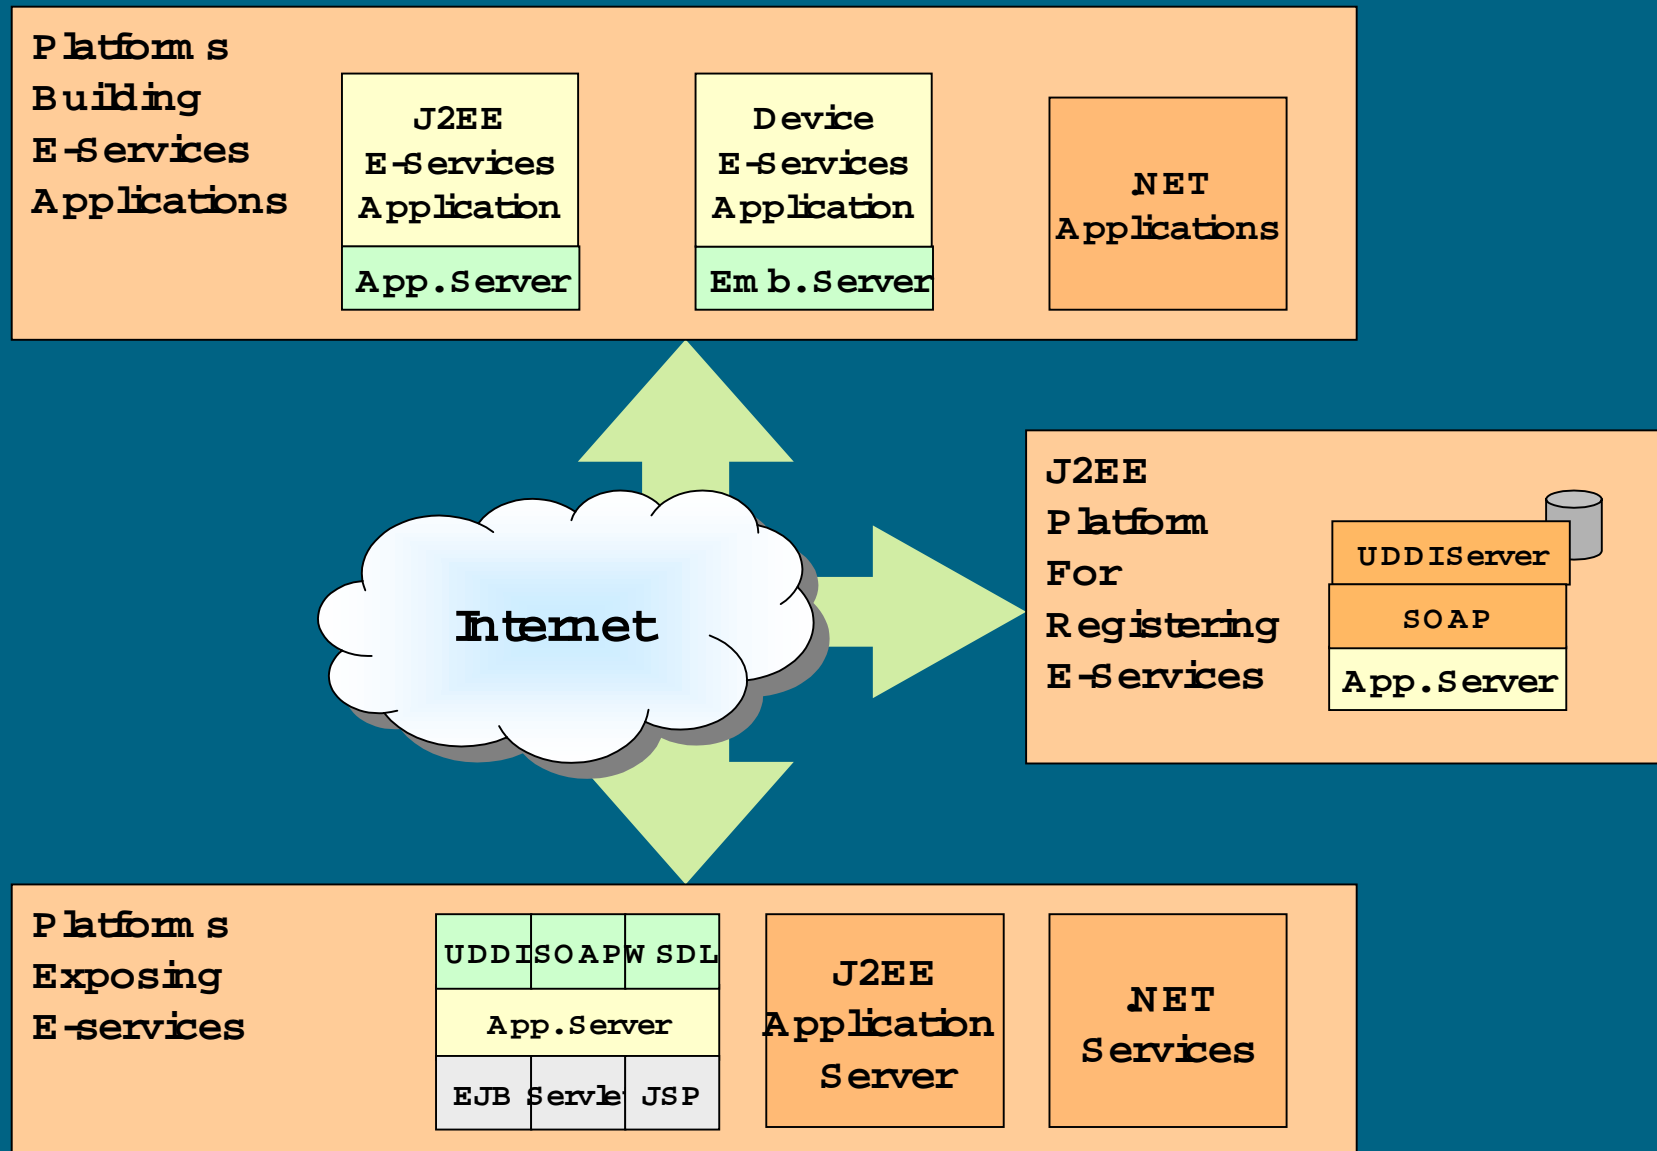 Platforms
Building
E-Services
Applications
J2EE
E-Services
Application
App.Server
Device
E-Services
Application
Emb.Server
.NET
Applications
Internet
J2EE
Platform
For
Registering
E-Services
UDDIServer
SOAP
App.Server
Platforms
Exposing
E-services
UDDI SOAP WSDL
App.Server
EJB Servlet JSP
J2EE
Application
Server
.NET
Services